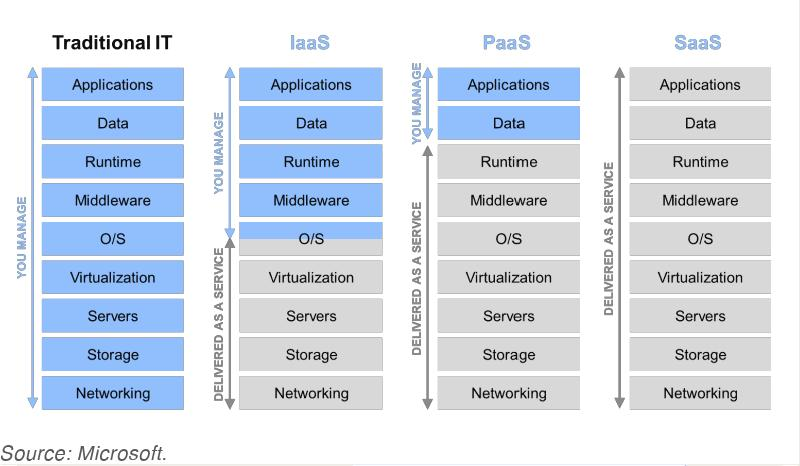 Traditional IT
IaaS
PaaS
SaaS
YOU MANAGE
Applications
Data
Runtime
Middleware
O/S
Virtualization
Servers
Storage
Networking
YOU MANAGE
DELIVERED AS A SERVICE
Applications
Data
Runtime
Middleware
O/S
Virtualization
Servers
Storage
Networking
YOU MANAGE
DELIVERED AS A SERVICE
Applications
Data
Runtime
Middleware
O/S
Virtualization
Servers
Storage
Networking
DELIVERED AS A SERVICE
Applications
Data
Runtime
Middleware
O/S
Virtualization
Servers
Storage
Networking
Source: Microsoft.